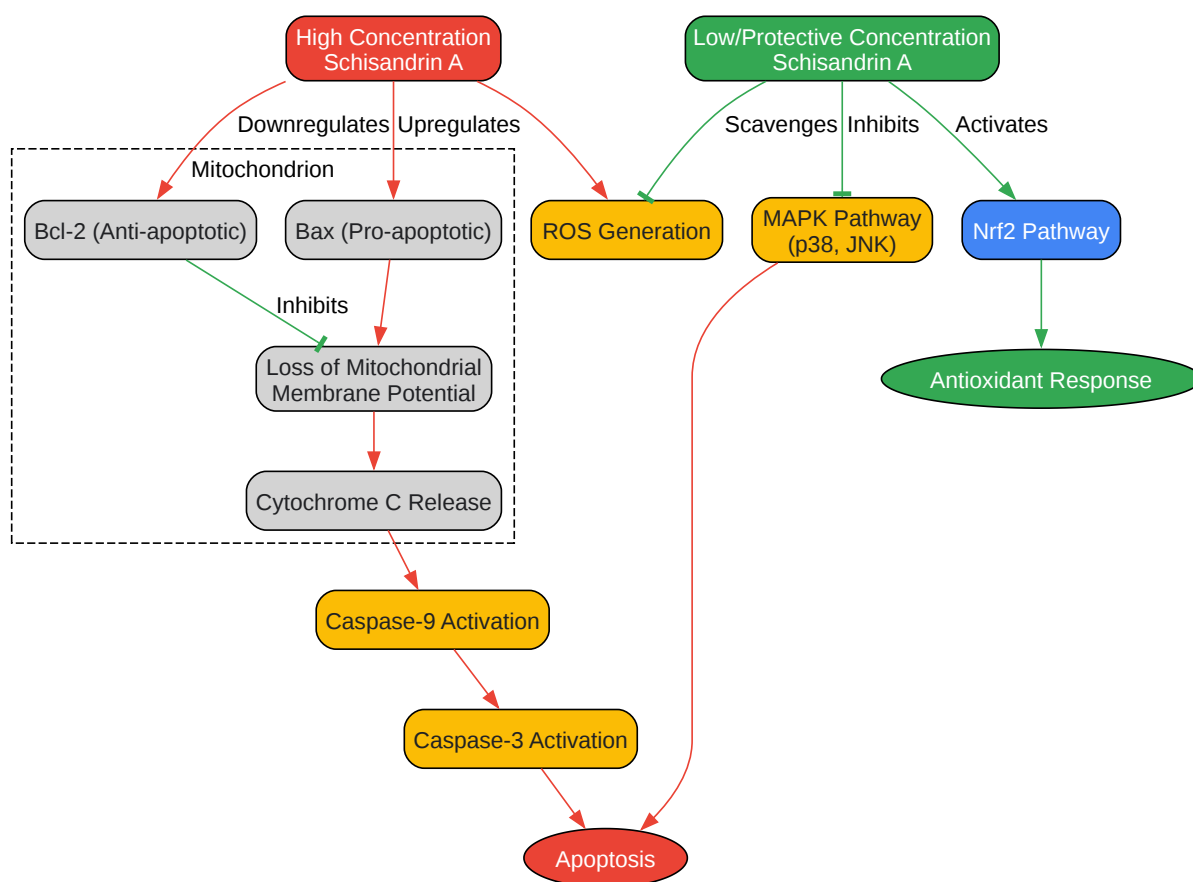 High Concentration
Schisandrin A
Low/Protective Concentration
Schisandrin A
Downregulates
Upregulates
Scavenges
Inhibits
Activates
Mitochondrion
Bcl-2 (Anti-apoptotic)
Bax (Pro-apoptotic)
ROS Generation
MAPK Pathway
(p38, JNK)
Nrf2 Pathway
Inhibits
Loss of Mitochondrial
Membrane Potential
Antioxidant Response
Cytochrome C Release
Caspase-9 Activation
Caspase-3 Activation
Apoptosis